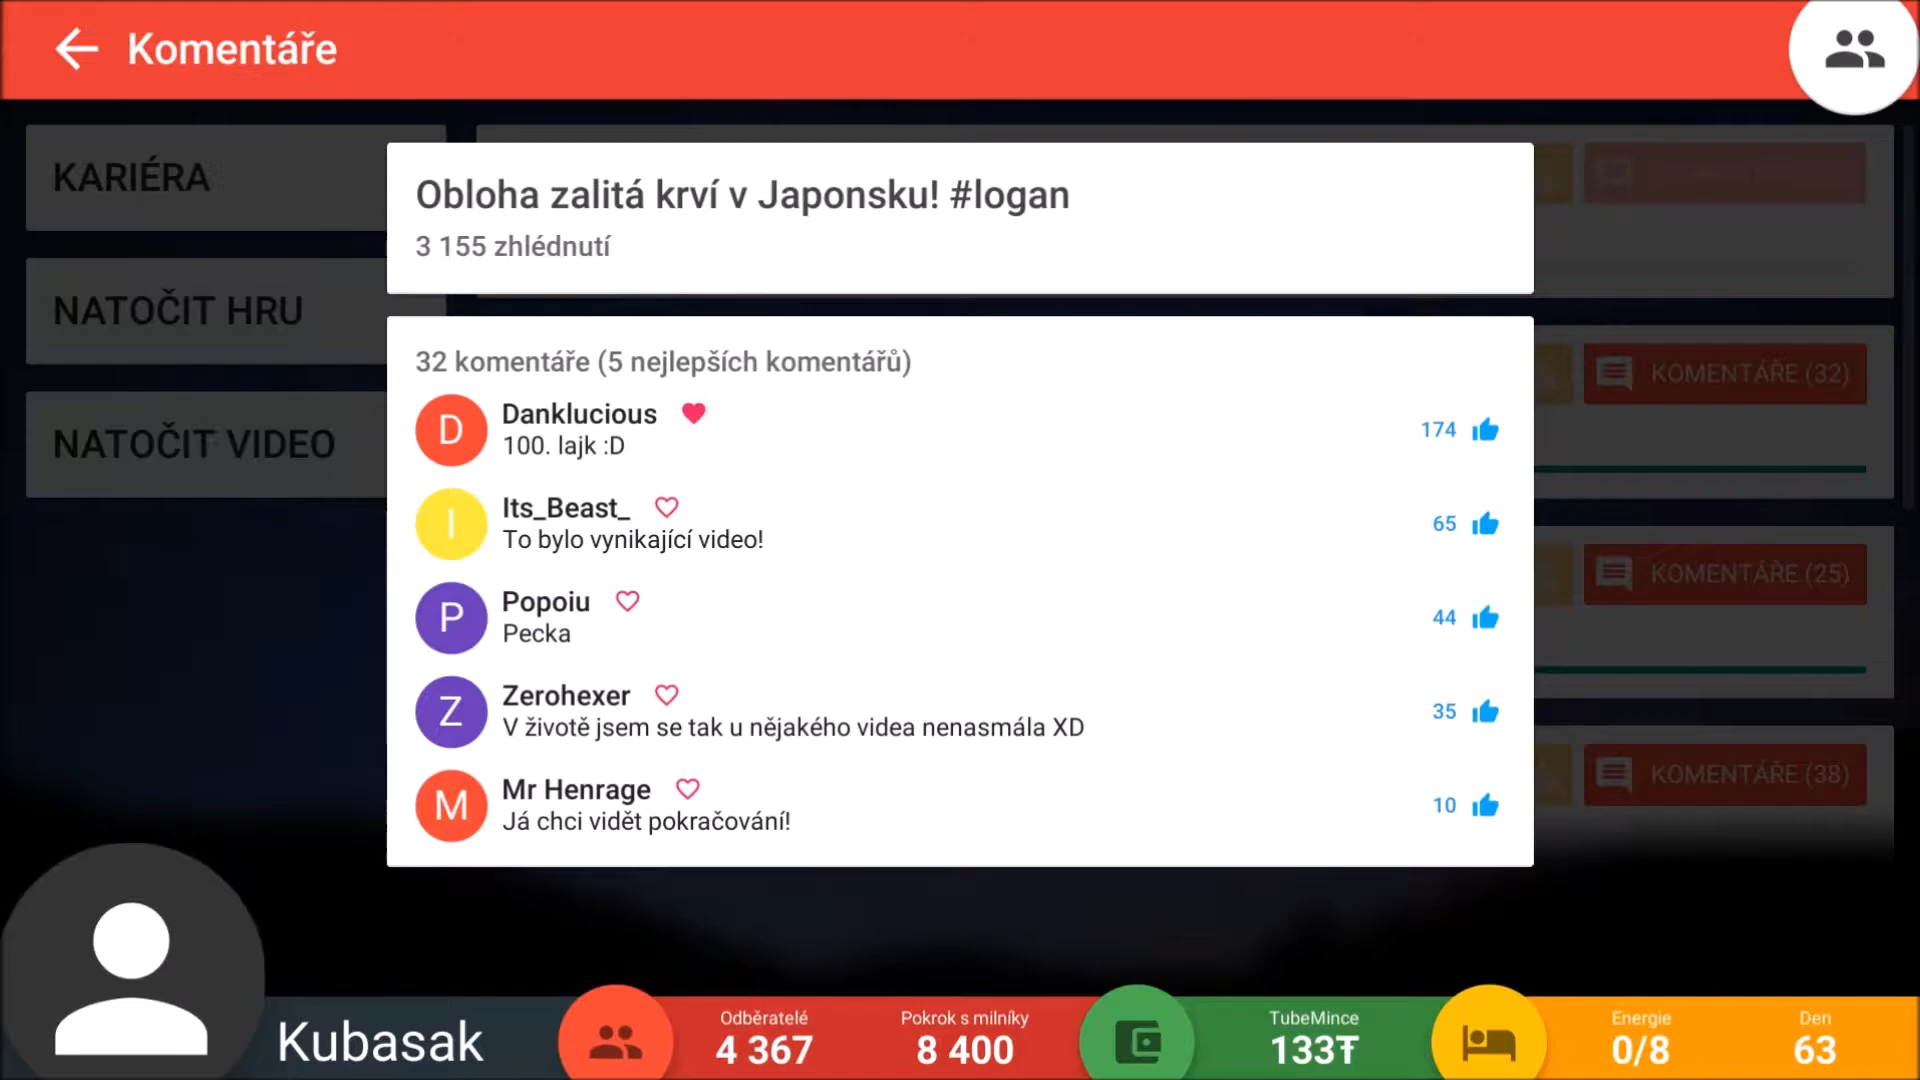 Komentáře
KARIÉRA
NATOČIT HRU
NATOČIT VIDEO
Obloha zalitá krví v Japonsku! #logan
3 155 zhlédnutí
32 komentáře (5 nejlepších komentářů)
D
Danklucious
100. lajk :D
174
I
Its_Beast_
To bylo vynikající video!
65
P
Popoiu
Pecka
44
Z
Zerohexer
V životě jsem se tak u nějakého videa nenasmála XD
35
M
Mr Henrage
Já chci vidět pokračování!
10
KOMENTÁŘE (32)
KOMENTÁŘE (25)
KOMENTÁŘE (38)
Kubasak
Odběratelé
4 367
Pokrok s milníky
8 400
TubeMince
133Ŧ
Energie
0/8
Den
63